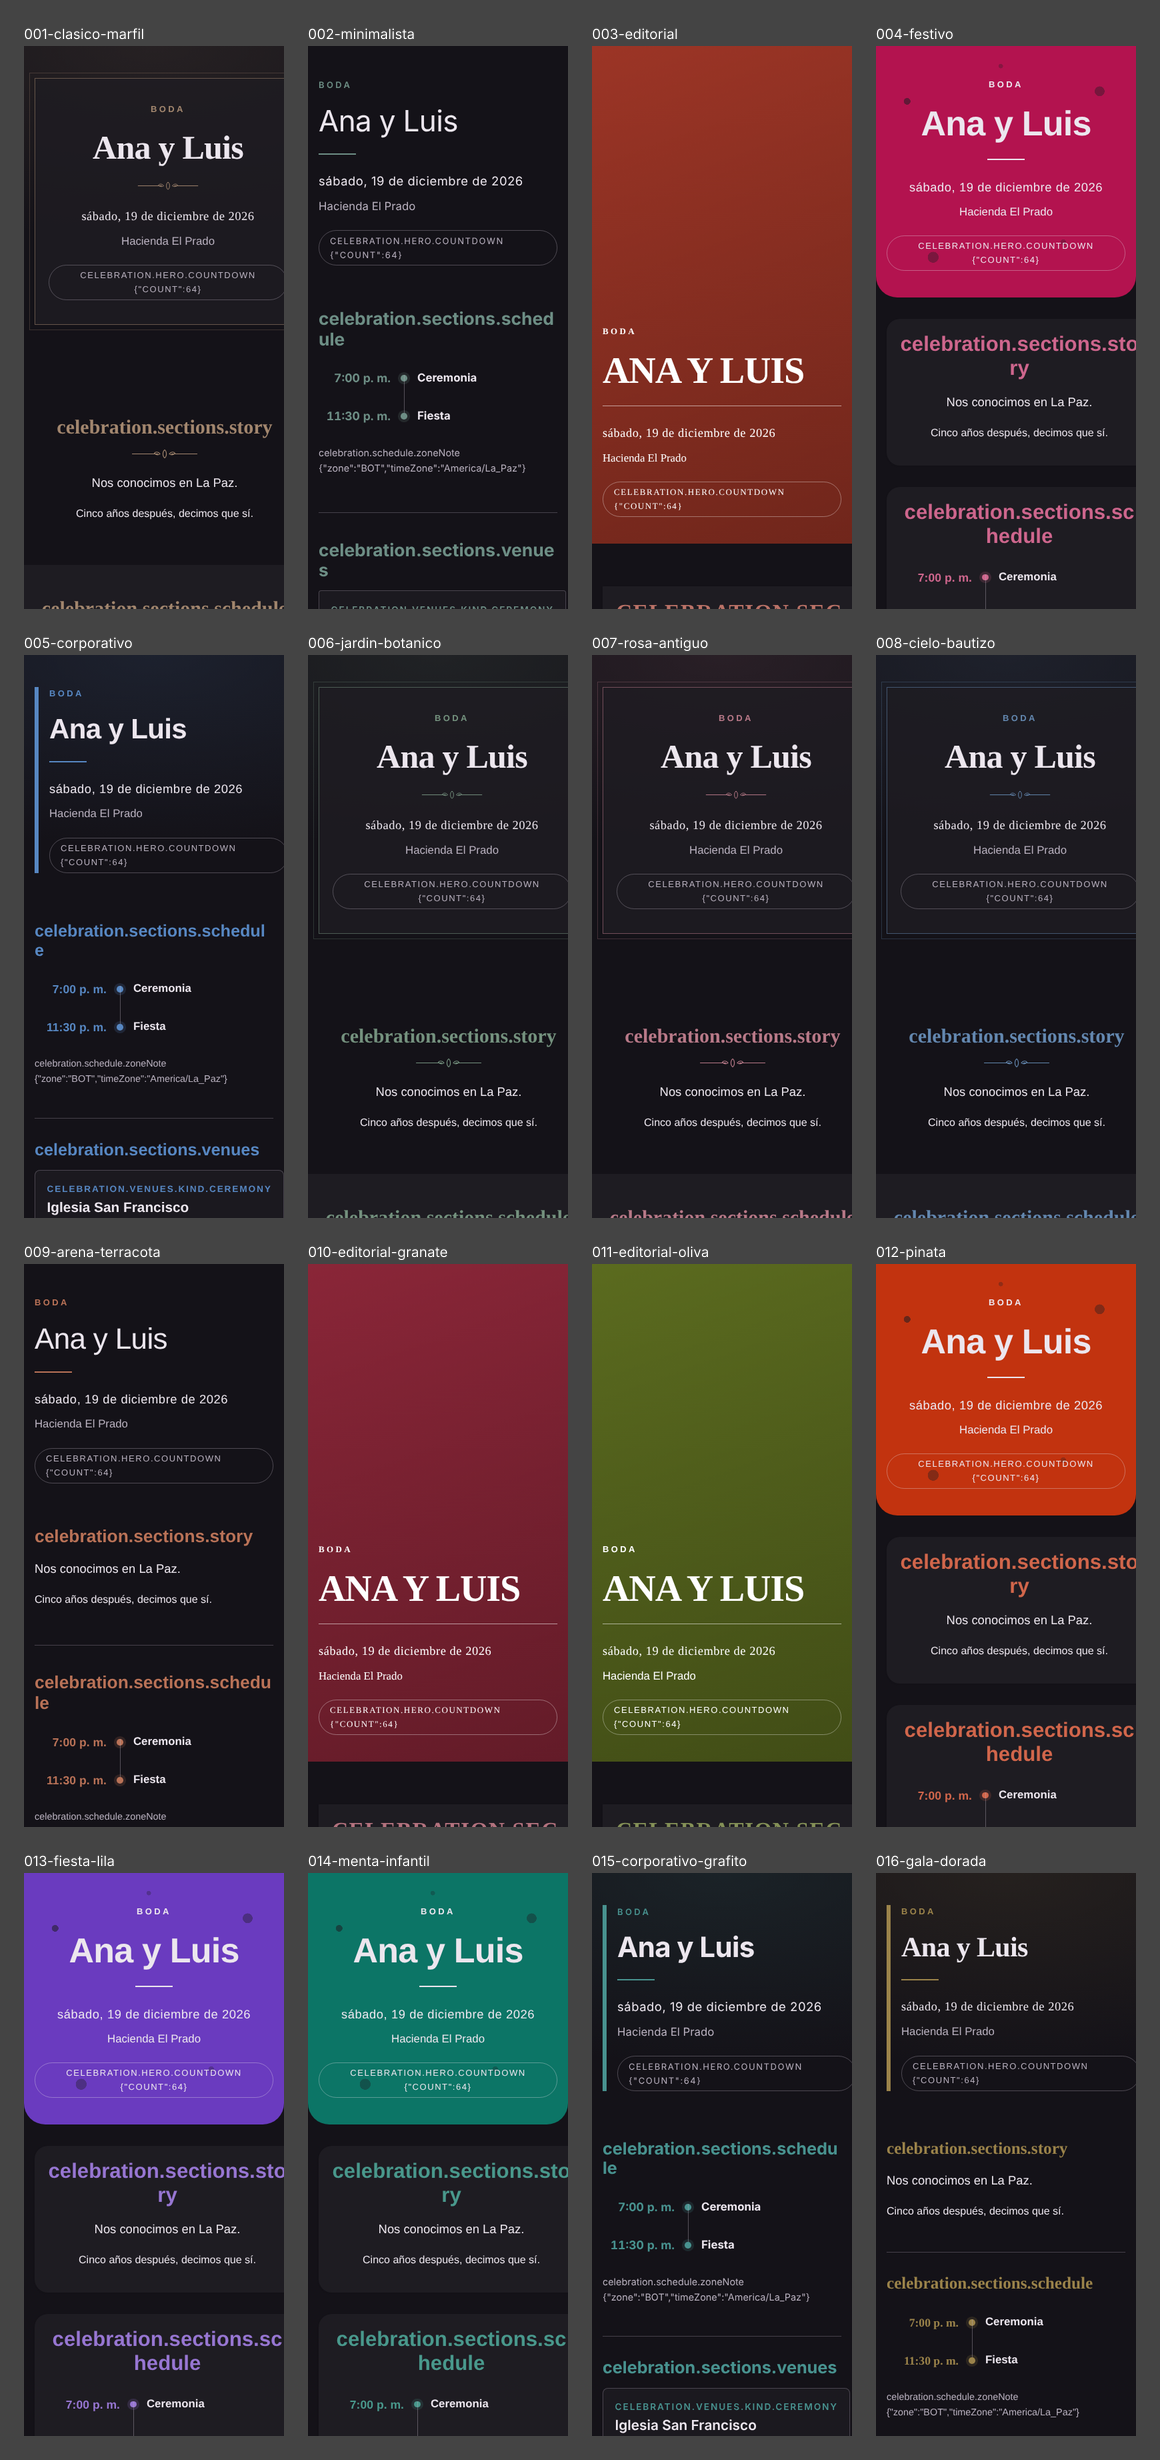 001-clasico-marfil
BODA
Ana y Luis
sábado, 19 de diciembre de 2026
Hacienda El Prado
CELEBRATION.HERO.COUNTDOWN
{"COUNT":64}
celebration.sections.story
Nos conocimos en La Paz.
Cinco años después, decimos que sí.
celebration.sections.schedule
002-minimalista
BODA
Ana y Luis
sábado, 19 de diciembre de 2026
Hacienda El Prado
CELEBRATION.HERO.COUNTDOWN
{"COUNT":64}
celebration.sections.sched
ule
7:00 p. m. Ceremonia
11:30 p. m. Fiesta
celebration.schedule.zoneNote
{"zone":"BOT","timeZone":"America/La_Paz"}
celebration.sections.venue
s
CELEBRATION.VENUES.KIND.CEREMONY
003-editorial
BODA
ANA Y LUIS
sábado, 19 de diciembre de 2026
Hacienda El Prado
CELEBRATION.HERO.COUNTDOWN
{"COUNT":64}
CELEBRATION.SEC
004-festivo
BODA
Ana y Luis
sábado, 19 de diciembre de 2026
Hacienda El Prado
CELEBRATION.HERO.COUNTDOWN
{"COUNT":64}
celebration.sections.sto
ry
Nos conocimos en La Paz.
Cinco años después, decimos que sí.
celebration.sections.sc
hedule
7:00 p. m. Ceremonia
005-corporativo
BODA
Ana y Luis
sábado, 19 de diciembre de 2026
Hacienda El Prado
CELEBRATION.HERO.COUNTDOWN
{"COUNT":64}
celebration.sections.schedul
e
7:00 p. m. Ceremonia
11:30 p. m. Fiesta
celebration.schedule.zoneNote
{"zone":"BOT","timeZone":"America/La_Paz"}
celebration.sections.venues
CELEBRATION.VENUES.KIND.CEREMONY
Iglesia San Francisco
006-jardin-botanico
BODA
Ana y Luis
sábado, 19 de diciembre de 2026
Hacienda El Prado
CELEBRATION.HERO.COUNTDOWN
{"COUNT":64}
celebration.sections.story
Nos conocimos en La Paz.
Cinco años después, decimos que sí.
celebration.sections.schedule
007-rosa-antiguo
BODA
Ana y Luis
sábado, 19 de diciembre de 2026
Hacienda El Prado
CELEBRATION.HERO.COUNTDOWN
{"COUNT":64}
celebration.sections.story
Nos conocimos en La Paz.
Cinco años después, decimos que sí.
celebration.sections.schedule
008-cielo-bautizo
BODA
Ana y Luis
sábado, 19 de diciembre de 2026
Hacienda El Prado
CELEBRATION.HERO.COUNTDOWN
{"COUNT":64}
celebration.sections.story
Nos conocimos en La Paz.
Cinco años después, decimos que sí.
celebration.sections.schedule
009-arena-terracota
BODA
Ana y Luis
sábado, 19 de diciembre de 2026
Hacienda El Prado
CELEBRATION.HERO.COUNTDOWN
{"COUNT":64}
celebration.sections.story
Nos conocimos en La Paz.
Cinco años después, decimos que sí.
celebration.sections.schedu
le
7:00 p. m. Ceremonia
11:30 p. m. Fiesta
celebration.schedule.zoneNote
010-editorial-granate
BODA
ANA Y LUIS
sábado, 19 de diciembre de 2026
Hacienda El Prado
CELEBRATION.HERO.COUNTDOWN
{"COUNT":64}
CELEBRATION.SEC
011-editorial-oliva
BODA
ANA Y LUIS
sábado, 19 de diciembre de 2026
Hacienda El Prado
CELEBRATION.HERO.COUNTDOWN
{"COUNT":64}
CELEBRATION.SEC
012-pinata
BODA
Ana y Luis
sábado, 19 de diciembre de 2026
Hacienda El Prado
CELEBRATION.HERO.COUNTDOWN
{"COUNT":64}
celebration.sections.sto
ry
Nos conocimos en La Paz.
Cinco años después, decimos que sí.
celebration.sections.sc
hedule
7:00 p. m. Ceremonia
013-fiesta-lila
BODA
Ana y Luis
sábado, 19 de diciembre de 2026
Hacienda El Prado
CELEBRATION.HERO.COUNTDOWN
{"COUNT":64}
celebration.sections.sto
ry
Nos conocimos en La Paz.
Cinco años después, decimos que sí.
celebration.sections.sc
hedule
7:00 p. m. Ceremonia
014-menta-infantil
BODA
Ana y Luis
sábado, 19 de diciembre de 2026
Hacienda El Prado
CELEBRATION.HERO.COUNTDOWN
{"COUNT":64}
celebration.sections.sto
ry
Nos conocimos en La Paz.
Cinco años después, decimos que sí.
celebration.sections.sc
hedule
7:00 p. m. Ceremonia
015-corporativo-grafito
BODA
Ana y Luis
sábado, 19 de diciembre de 2026
Hacienda El Prado
CELEBRATION.HERO.COUNTDOWN
{"COUNT":64}
celebration.sections.schedu
le
7:00 p. m. Ceremonia
11:30 p. m. Fiesta
celebration.schedule.zoneNote
{"zone":"BOT","timeZone":"America/La_Paz"}
celebration.sections.venues
CELEBRATION.VENUES.KIND.CEREMONY
Iglesia San Francisco
016-gala-dorada
BODA
Ana y Luis
sábado, 19 de diciembre de 2026
Hacienda El Prado
CELEBRATION.HERO.COUNTDOWN
{"COUNT":64}
celebration.sections.story
Nos conocimos en La Paz.
Cinco años después, decimos que sí.
celebration.sections.schedule
7:00 p. m. Ceremonia
11:30 p. m. Fiesta
celebration.schedule.zoneNote
{"zone":"BOT","timeZone":"America/La_Paz"}